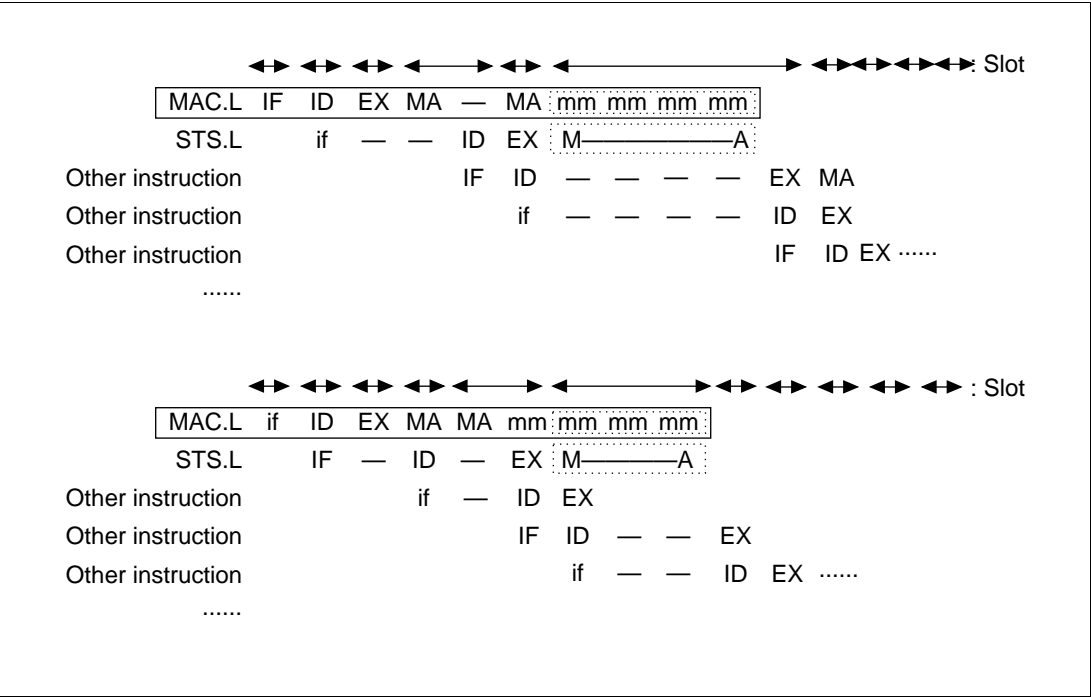 : Slot
MAC.L IF ID EX MA — MA mm mm mm mm
STS.L if — — ID EX M————A
Other instruction IF ID — — — — EX MA
Other instruction if — — — — ID EX
Other instruction IF ID EX ······
······
: Slot
MAC.L if ID EX MA MA mm mm mm mm
STS.L IF — ID — EX M———A
Other instruction if — ID EX
Other instruction IF ID — — EX
Other instruction if — — ID EX ······
······